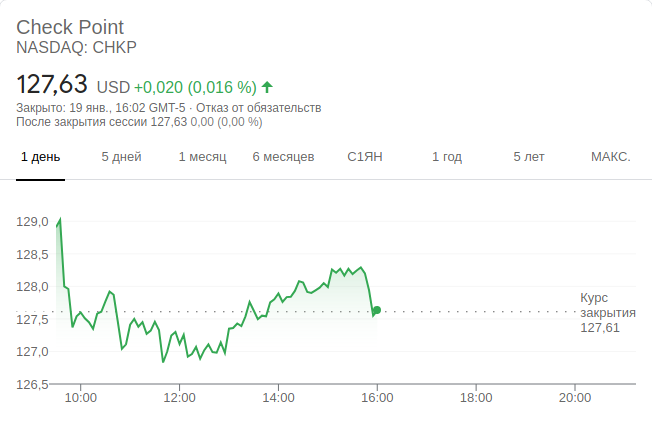 Check Point
NASDAQ: CHKP
127,63 USD +0,020 (0,016 %)
Закрыто: 19 янв., 16:02 GMT-5 · Отказ от обязательств
После закрытия сессии 127,63 0,00 (0,00 %)
1 день 5 дней 1 месяц 6 месяцев С1ЯН 1 год 5 лет МАКС.
129,0
128,5
128,0
127,5
127,0
126,5
Курс
закрытия
127,61
10:00 12:00 14:00 16:00 18:00 20:00